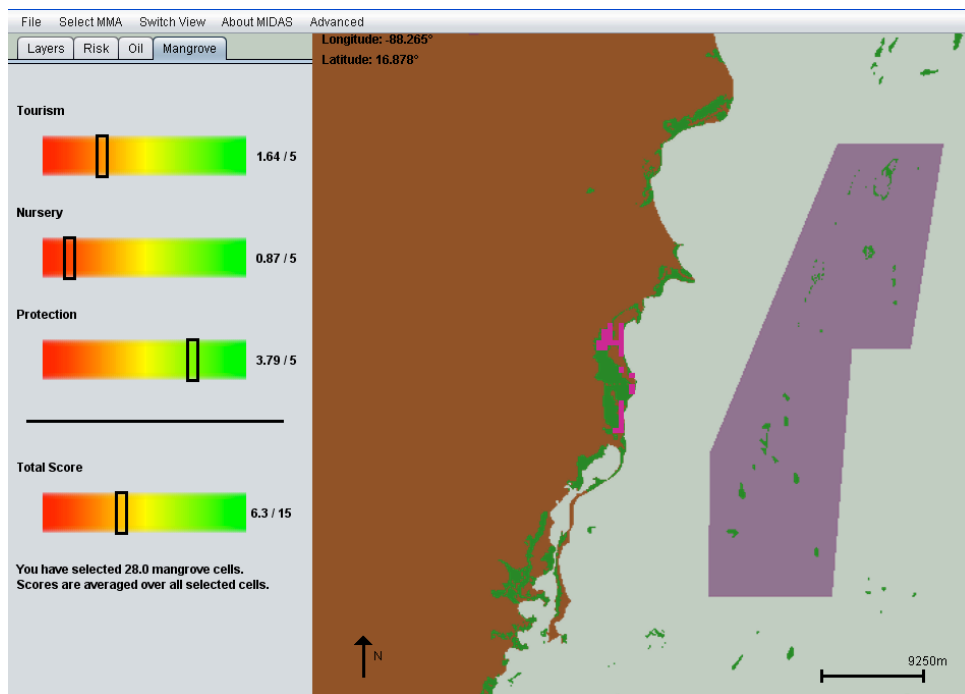 File Select MMA Switch View About MIDAS Advanced
Layers Risk Oil Mangrove
Longitude: -88.265°
Latitude: 16.878°
Tourism
1.64 / 5
Nursery
0.87 / 5
Protection
3.79 / 5
Total Score
6.3 / 15
You have selected 28.0 mangrove cells.
Scores are averaged over all selected cells.
N
9250m